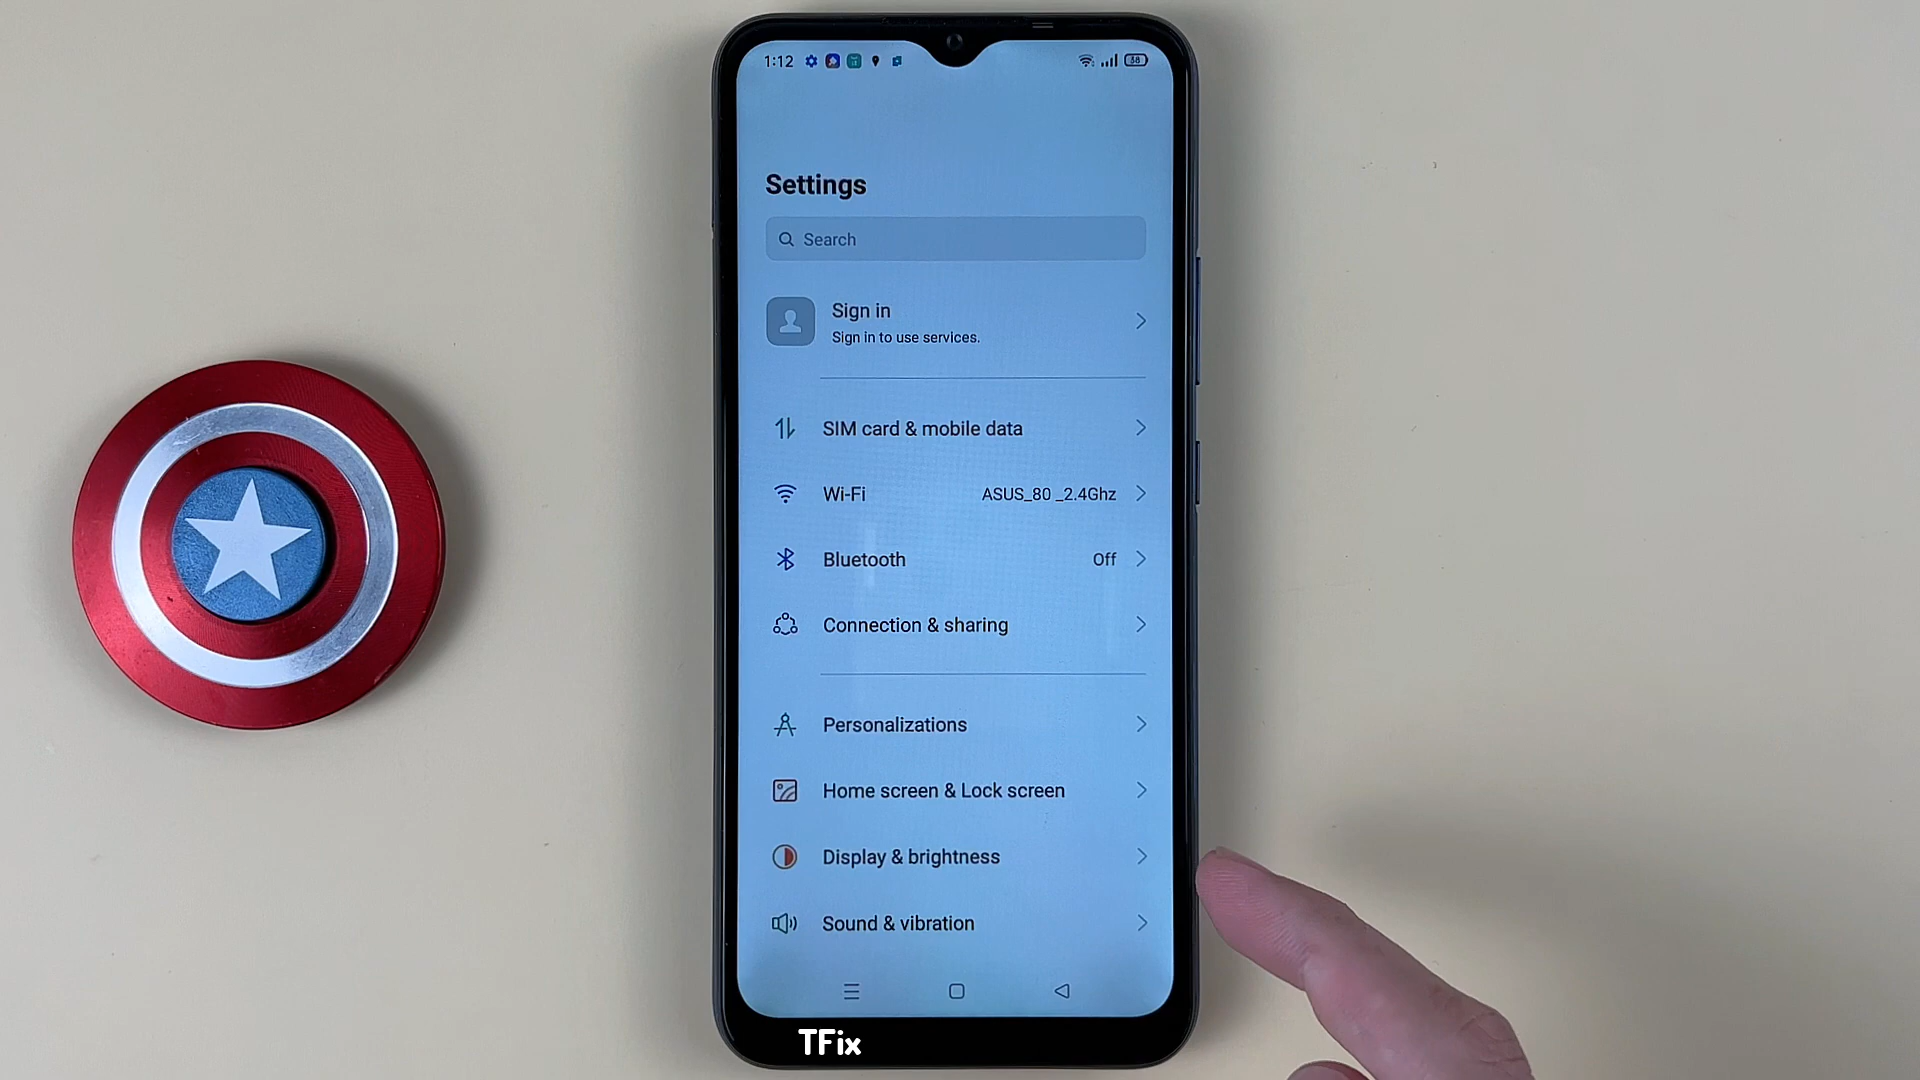 1:12
38
Settings
Search
Sign in
Sign in to use services.
SIM card & mobile data
Wi-Fi ASUS_80 _2.4Ghz
Bluetooth Off
Connection & sharing
Personalizations
Home screen & Lock screen
Display & brightness
Sound & vibration
TFix